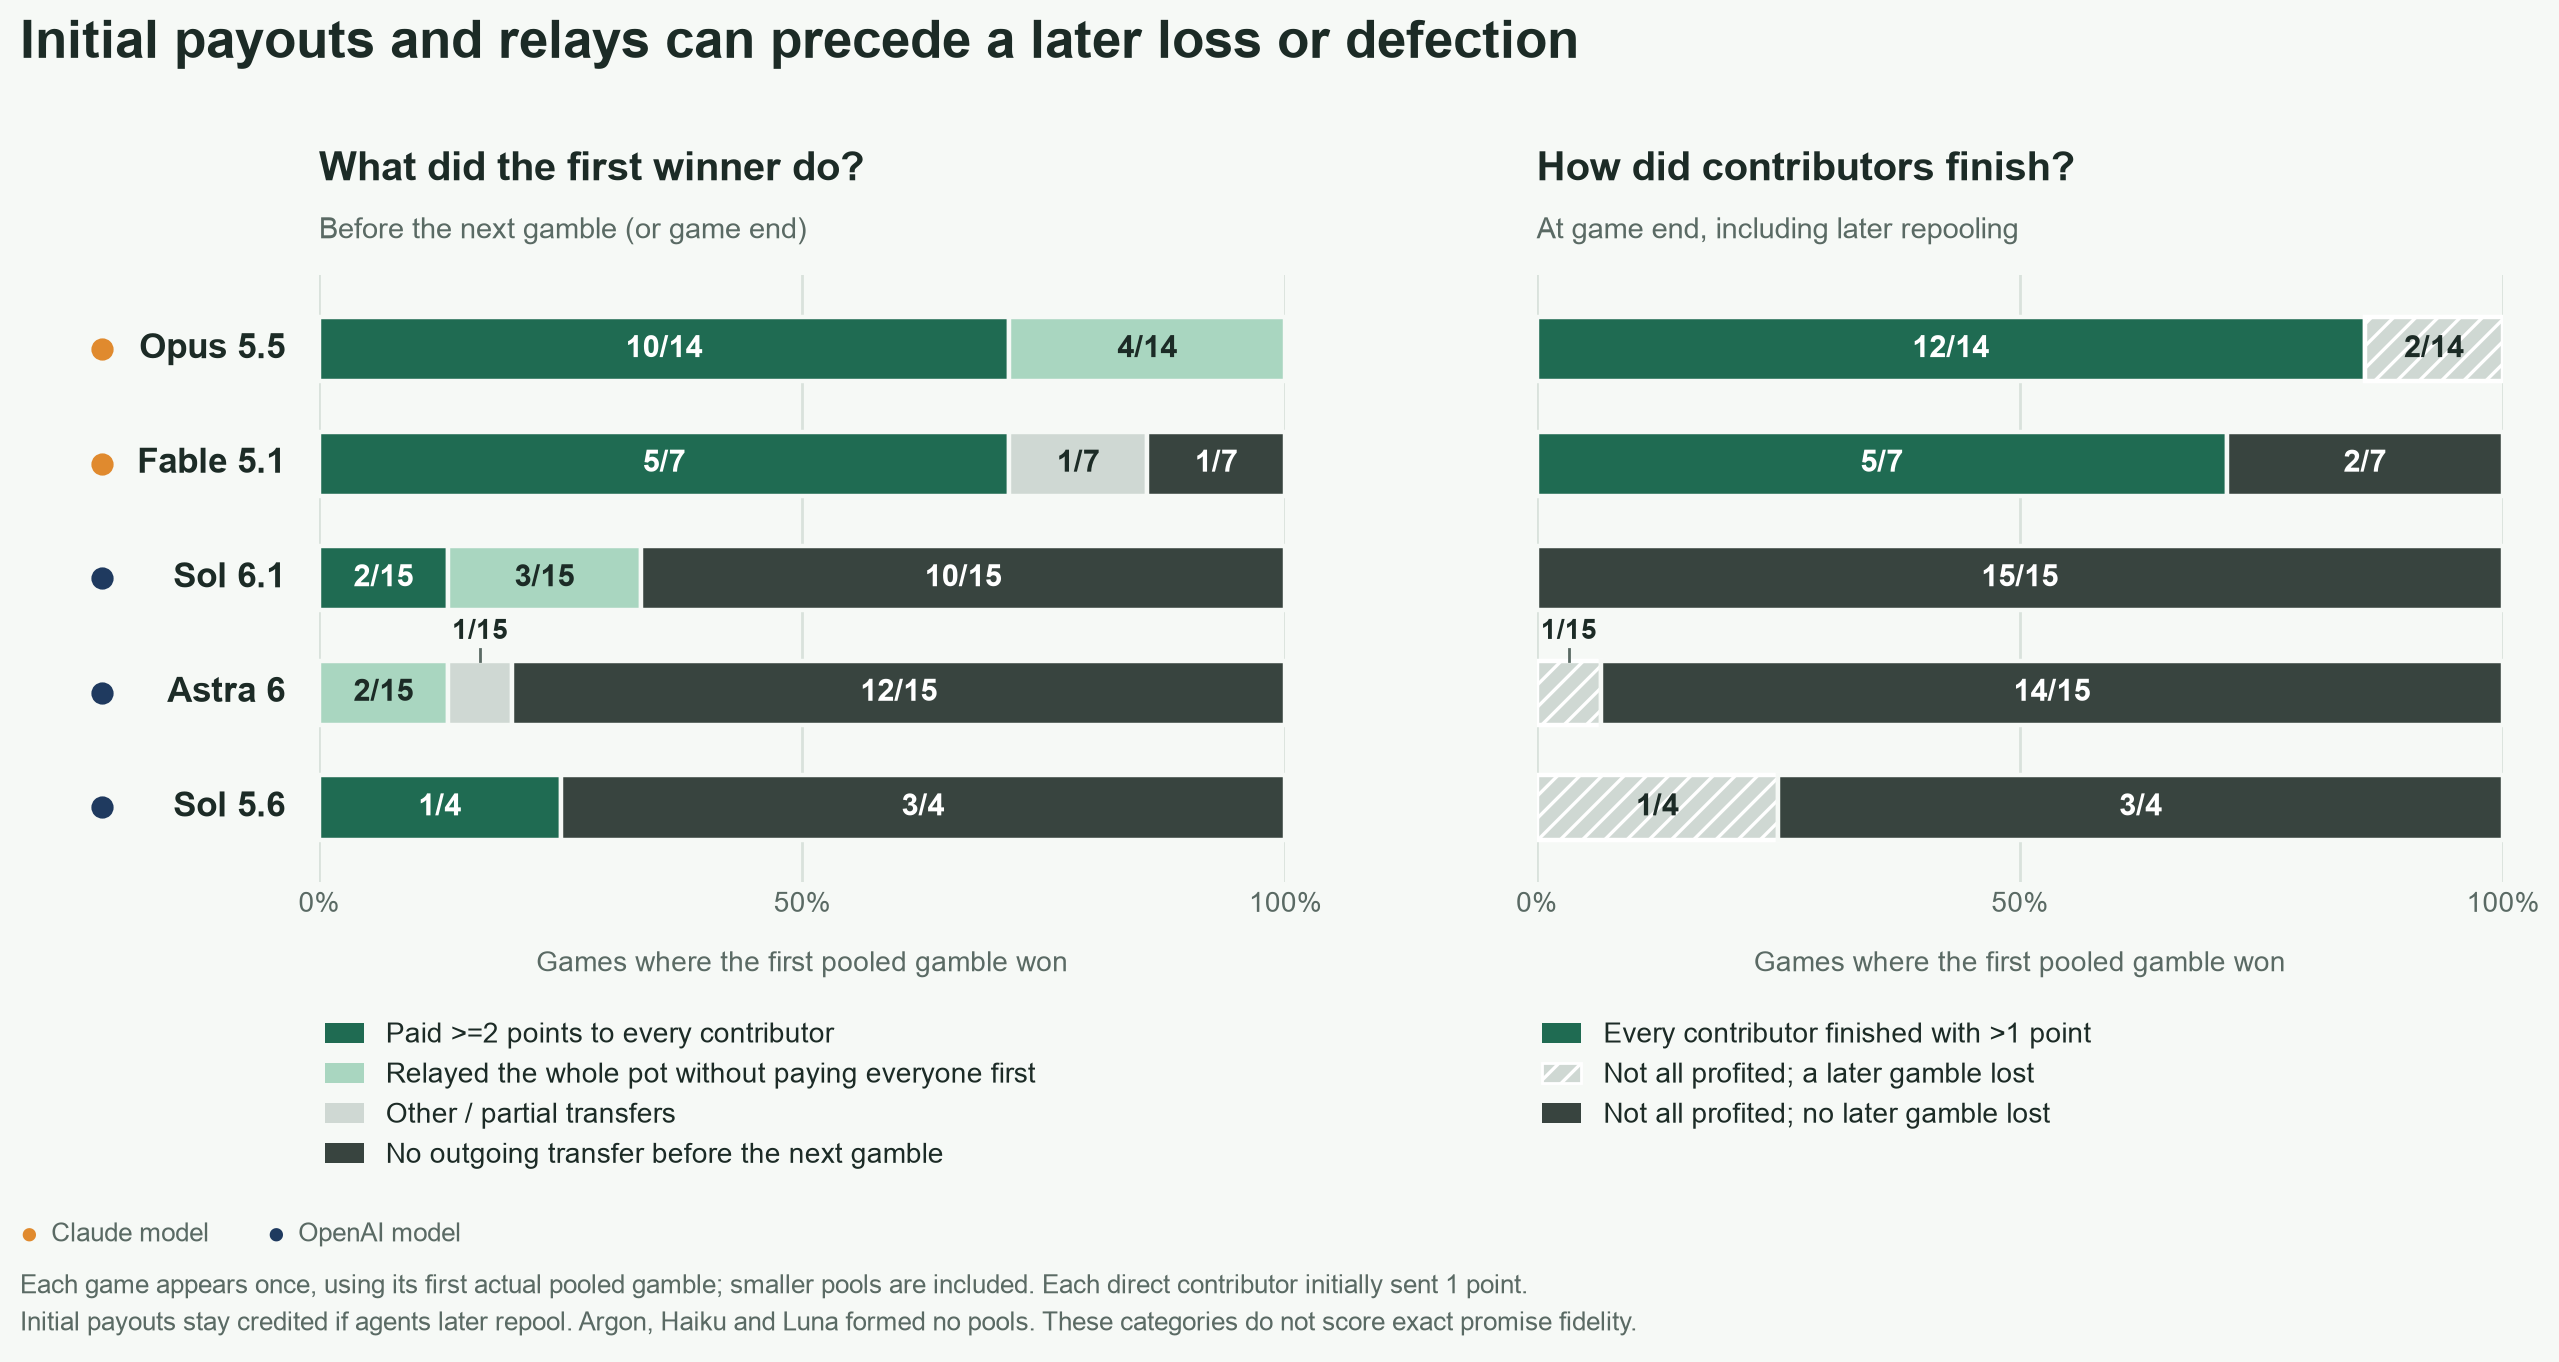 Initial payouts and relays can precede a later loss or defection
What did the first winner do?
Before the next gamble (or game end)
Opus 5.5
10/14
4/14
Fable 5.1
5/7
1/7
1/7
Sol 6.1
2/15
3/15
10/15
1/15
Astra 6
2/15
12/15
Sol 5.6
1/4
3/4
0%
50%
100%
Games where the first pooled gamble won
Paid >=2 points to every contributor
Relayed the whole pot without paying everyone first
Other / partial transfers
No outgoing transfer before the next gamble
How did contributors finish?
At game end, including later repooling
12/14
2/14
5/7
2/7
15/15
1/15
14/15
1/4
3/4
0%
50%
100%
Games where the first pooled gamble won
Every contributor finished with >1 point
Not all profited; a later gamble lost
Not all profited; no later gamble lost
Claude model
OpenAI model
Each game appears once, using its first actual pooled gamble; smaller pools are included. Each direct contributor initially sent 1 point.
Initial payouts stay credited if agents later repool. Argon, Haiku and Luna formed no pools. These categories do not score exact promise fidelity.